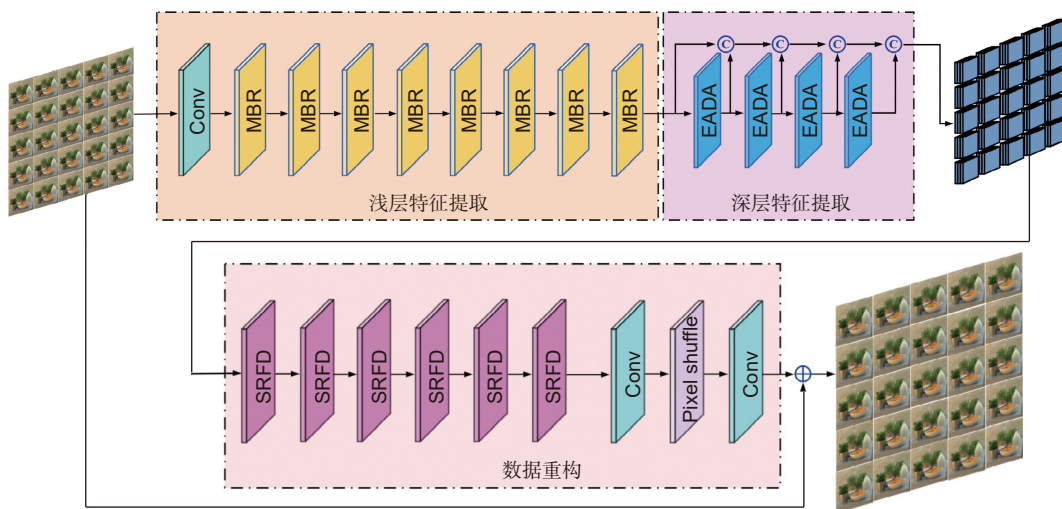 Conv
MBR
MBR
MBR
MBR
MBR
MBR
MBR
MBR
浅层特征提取
C
C
C
C
EADA
EADA
EADA
EADA
深层特征提取
SRFD
SRFD
SRFD
SRFD
SRFD
SRFD
Conv
Pixel shuffle
Conv
数据重构